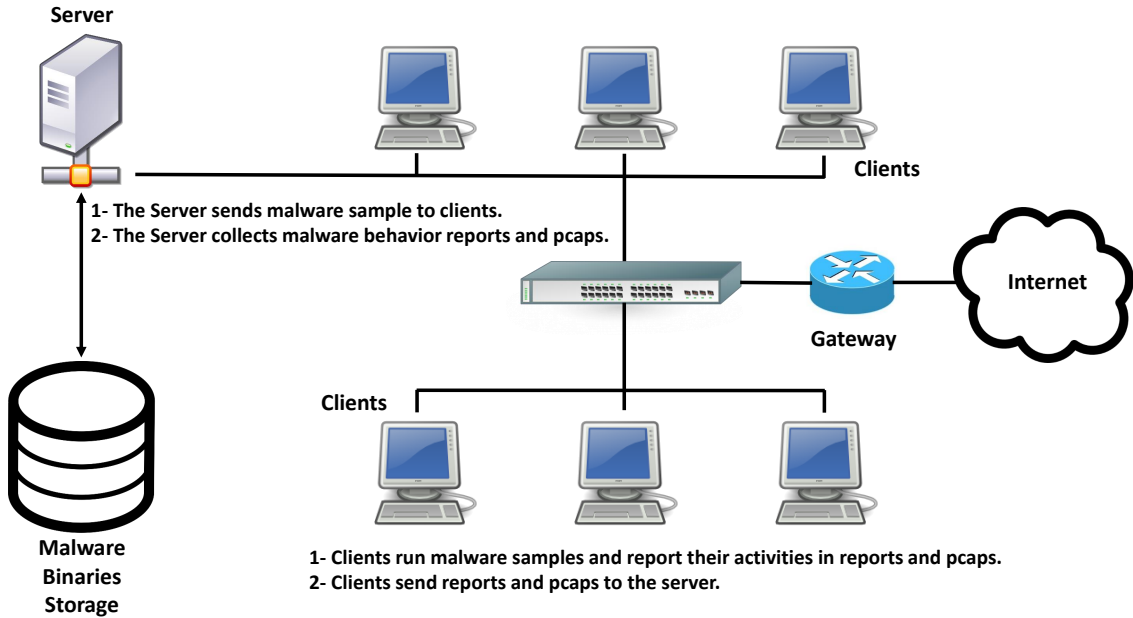 Server
Clients
1- The Server sends malware sample to clients.
2- The Server collects malware behavior reports and pcaps.
Internet
Gateway
Clients
Malware
Binaries
Storage
1- Clients run malware samples and report their activities in reports and pcaps.
2- Clients send reports and pcaps to the server.